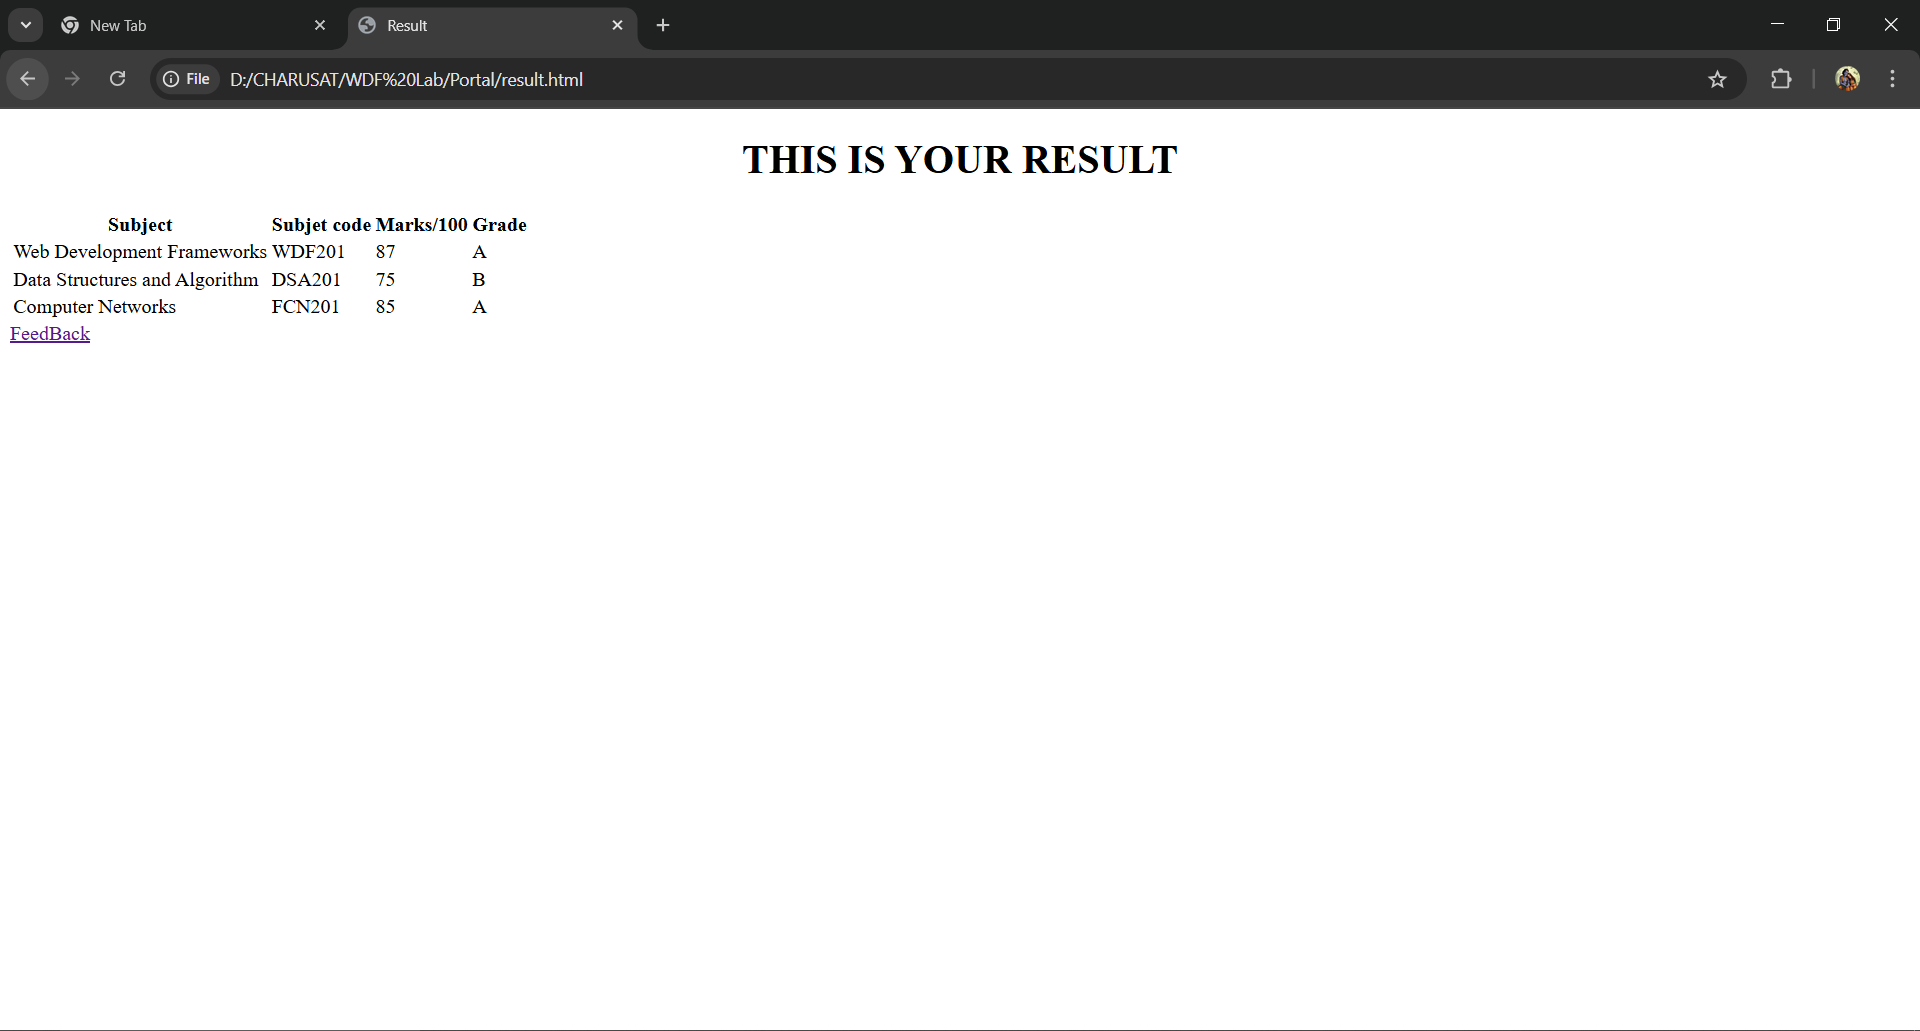 New Tab
Result
File D:/CHARUSAT/WDF%20Lab/Portal/result.html
THIS IS YOUR RESULT
Subject Subjet code Marks/100 Grade
Web Development Frameworks WDF201 87 A
Data Structures and Algorithm DSA201 75 B
Computer Networks FCN201 85 A
FeedBack